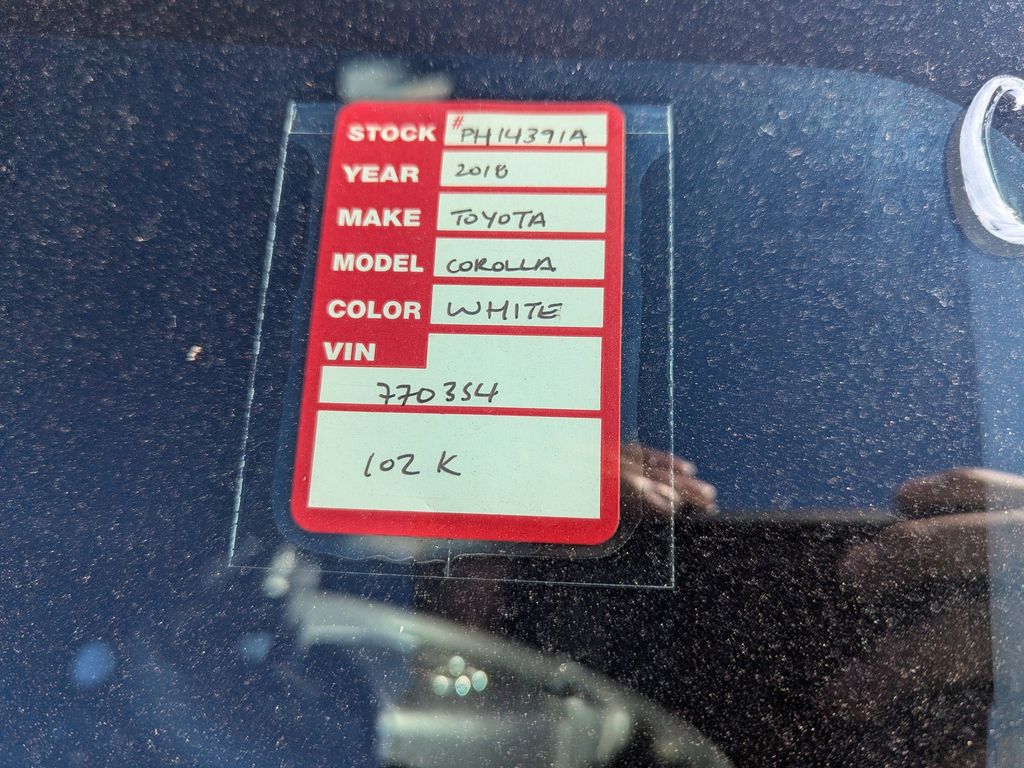 STOCK #PH14391A
YEAR 2018
MAKE TOYOTA
MODEL COROLLA
COLOR WHITE
VIN
770354
102 K